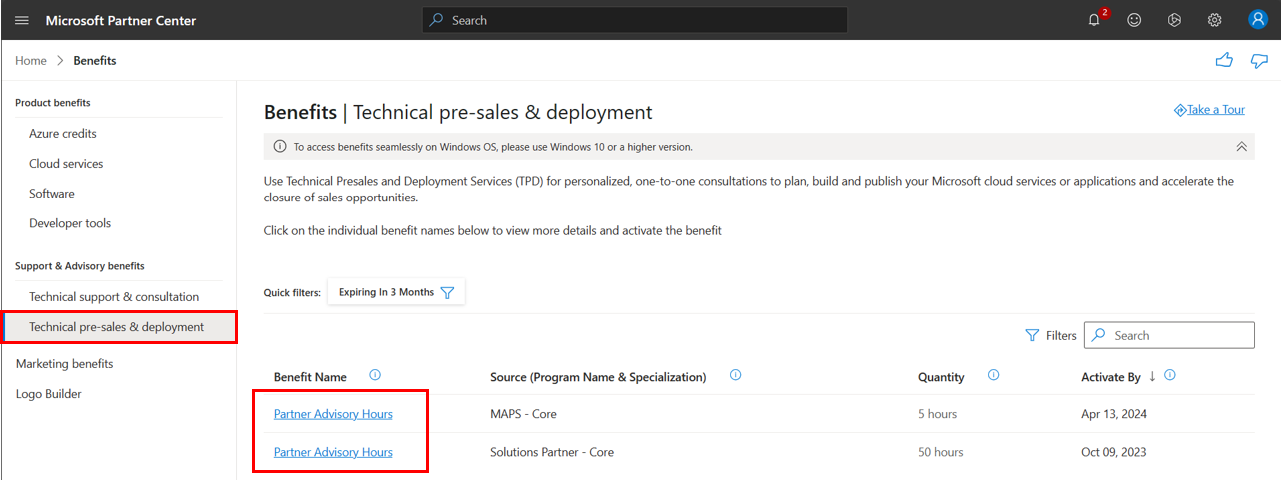 Microsoft Partner Center
Search
2
Home > Benefits
Product benefits
Azure credits
Cloud services
Software
Developer tools
Support & Advisory benefits
Technical support & consultation
Technical pre-sales & deployment
Marketing benefits
Logo Builder
Benefits | Technical pre-sales & deployment
Take a Tour
To access benefits seamlessly on Windows OS, please use Windows 10 or a higher version.
Use Technical Presales and Deployment Services (TPD) for personalized, one-to-one consultations to plan, build and publish your Microsoft cloud services or applications and accelerate the
closure of sales opportunities.
Click on the individual benefit names below to view more details and activate the benefit
Quick filters: Expiring In 3 Months
Filters Search
Benefit Name Source (Program Name & Specialization) Quantity Activate By ↓
Partner Advisory Hours MAPS - Core 5 hours Apr 13, 2024
Partner Advisory Hours Solutions Partner - Core 50 hours Oct 09, 2023